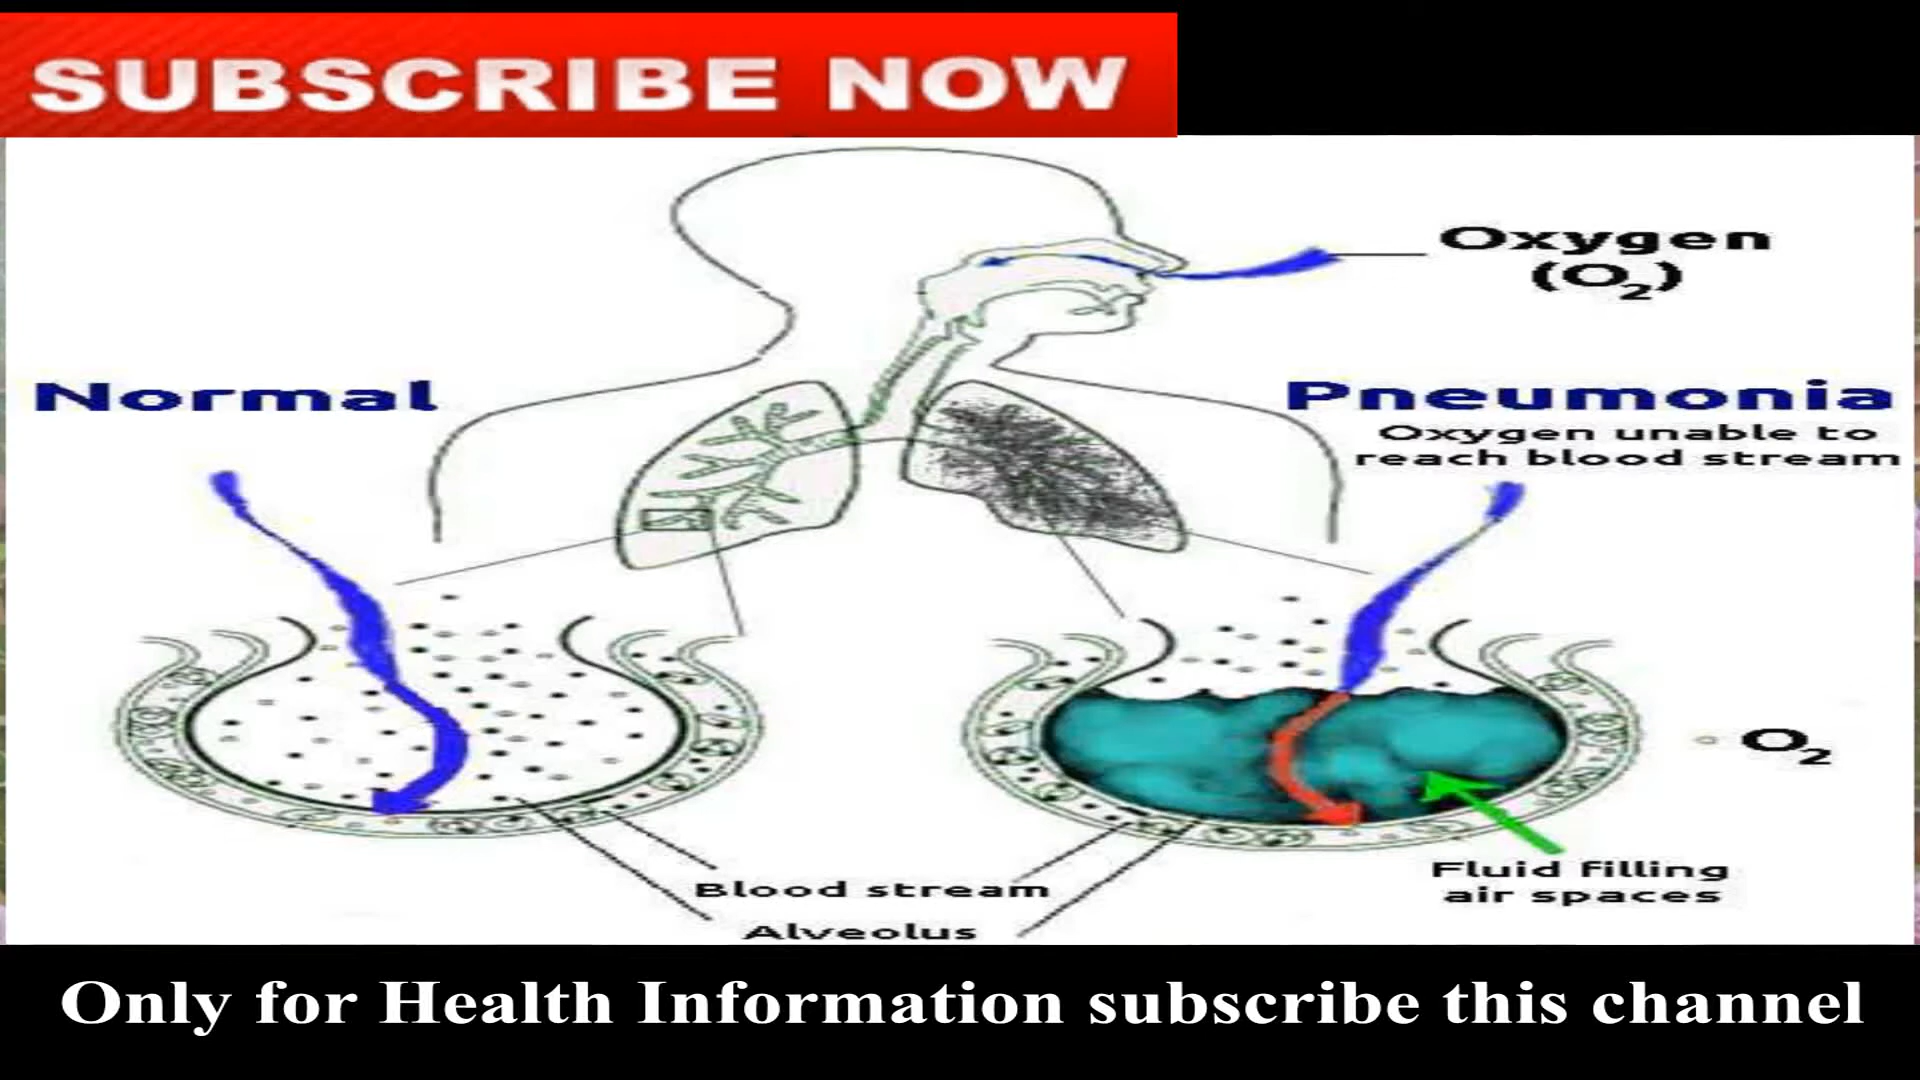 SUBSCRIBE NOW
Oxygen
(O₂)
Normal
Pneumonia
Oxygen unable to
reach blood stream
O₂
Fluid filling
air spaces
Blood stream
Alveolus
Only for Health Information subscribe this channel